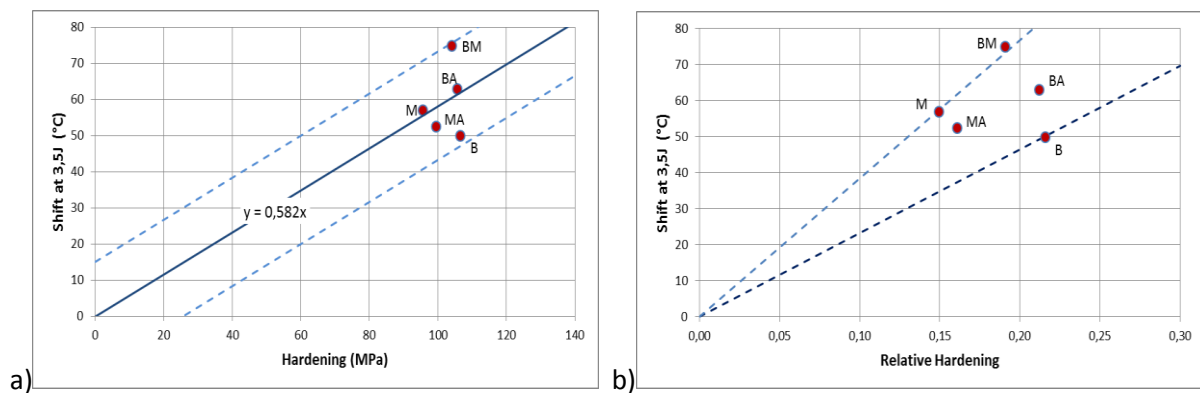 80
70
60
50
40
30
20
10
0
Shift at 3,5J (°C)
BM
BA
M
MA
B
y = 0,582x
0 20 40 60 80 100 120 140
Hardening (MPa)
a)
80
70
60
50
40
30
20
10
0
Shift at 3,5J (°C)
BM
BA
M
MA
B
0,00 0,05 0,10 0,15 0,20 0,25 0,30
Relative Hardening
b)